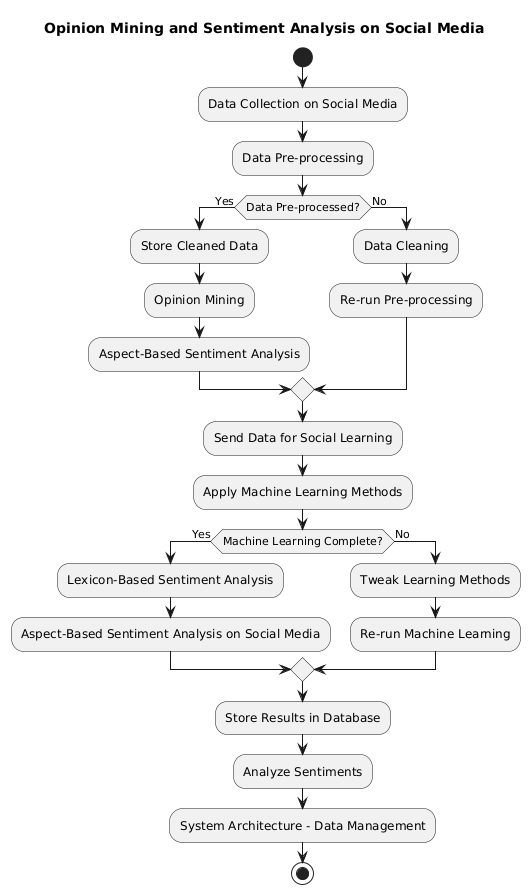 Opinion Mining and Sentiment Analysis on Social Media
Data Collection on Social Media
Data Pre-processing
Yes
Data Pre-processed?
No
Store Cleaned Data
Data Cleaning
Opinion Mining
Re-run Pre-processing
Aspect-Based Sentiment Analysis
Send Data for Social Learning
Apply Machine Learning Methods
Yes
Machine Learning Complete?
No
Lexicon-Based Sentiment Analysis
Tweak Learning Methods
Aspect-Based Sentiment Analysis on Social Media
Re-run Machine Learning
Store Results in Database
Analyze Sentiments
System Architecture - Data Management